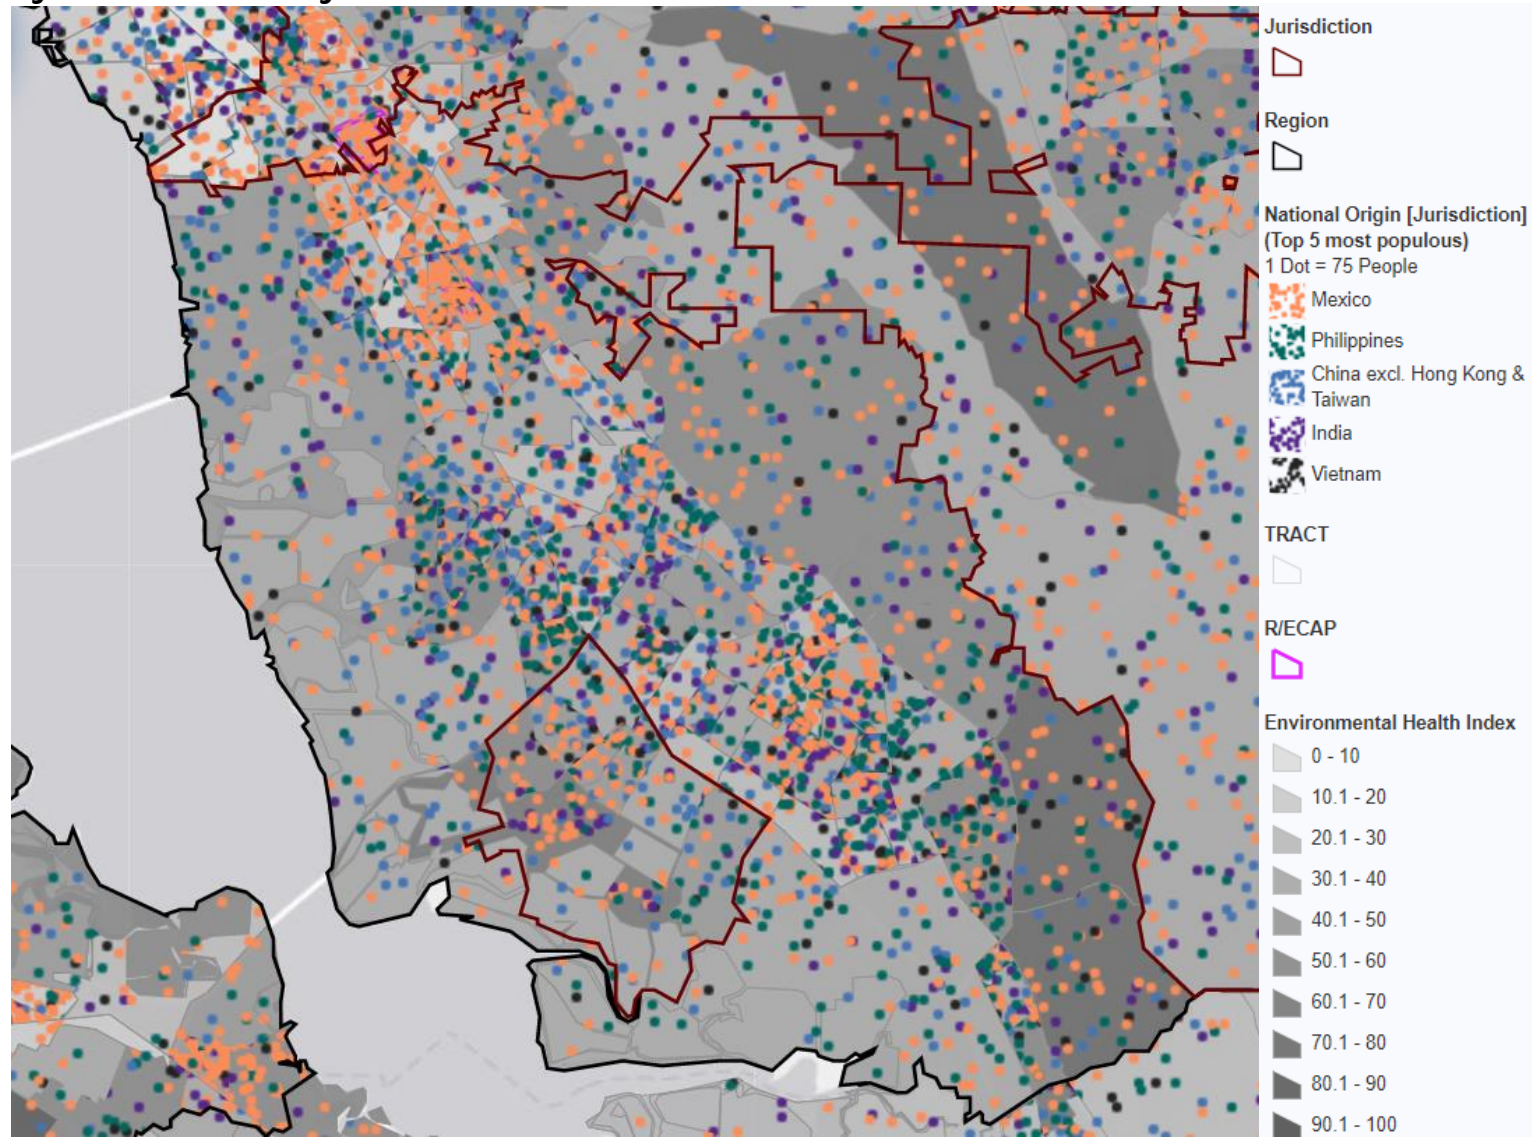 Jurisdiction
Region
National Origin [Jurisdiction]
(Top 5 most populous)
1 Dot = 75 People
Mexico
Philippines
China excl. Hong Kong &
Taiwan
India
Vietnam
TRACT
R/ECAP
Environmental Health Index
0 - 10
10.1 - 20
20.1 - 30
30.1 - 40
40.1 - 50
50.1 - 60
60.1 - 70
70.1 - 80
80.1 - 90
90.1 - 100